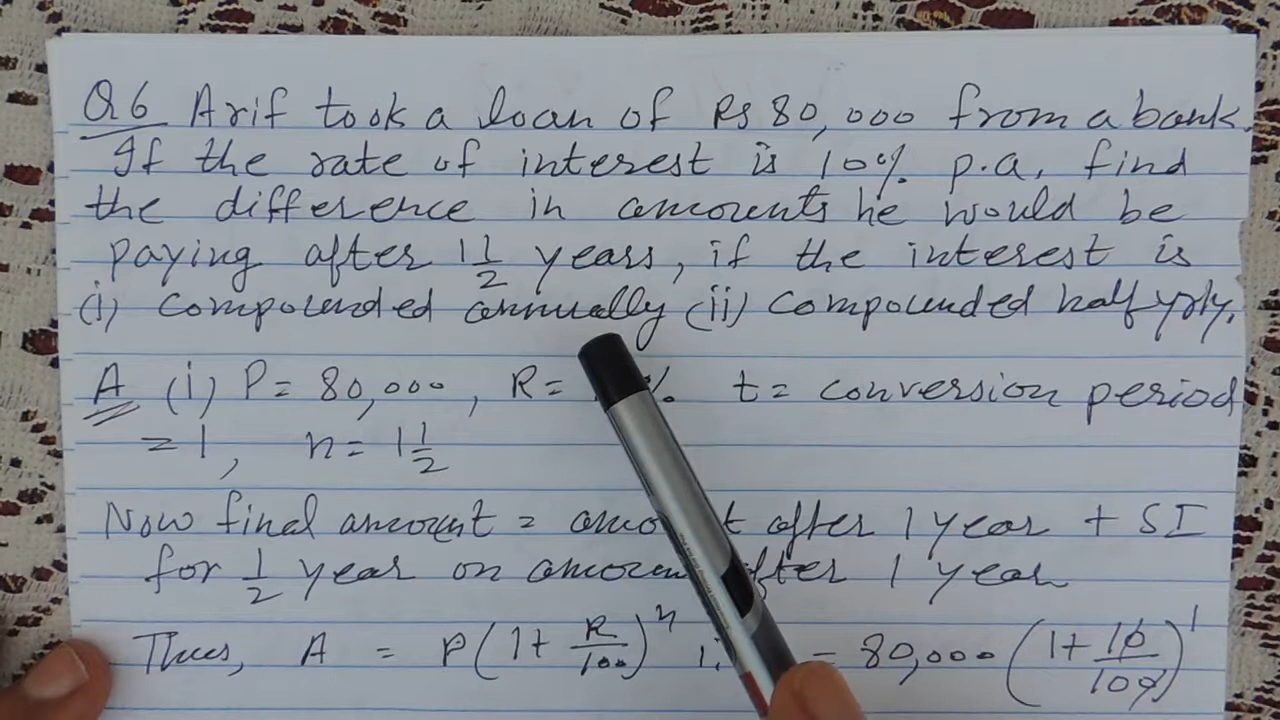 Q6 Arif took a loan of Rs 80,000 from a bank.
If the rate of interest is 10% p.a, find
the difference in amounts he would be
paying after 1 1/2 years, if the interest is
(i) compounded annually (ii) compounded half yrly.
A (i) P = 80,000, R = % t = conversion period
= 1, n = 1 1/2
Now final amount = amount after 1 year + SI
for 1/2 year on amount after 1 year
Thus, A = P(1 + R/100)^n = 80,000 (1 + 10/100)^1